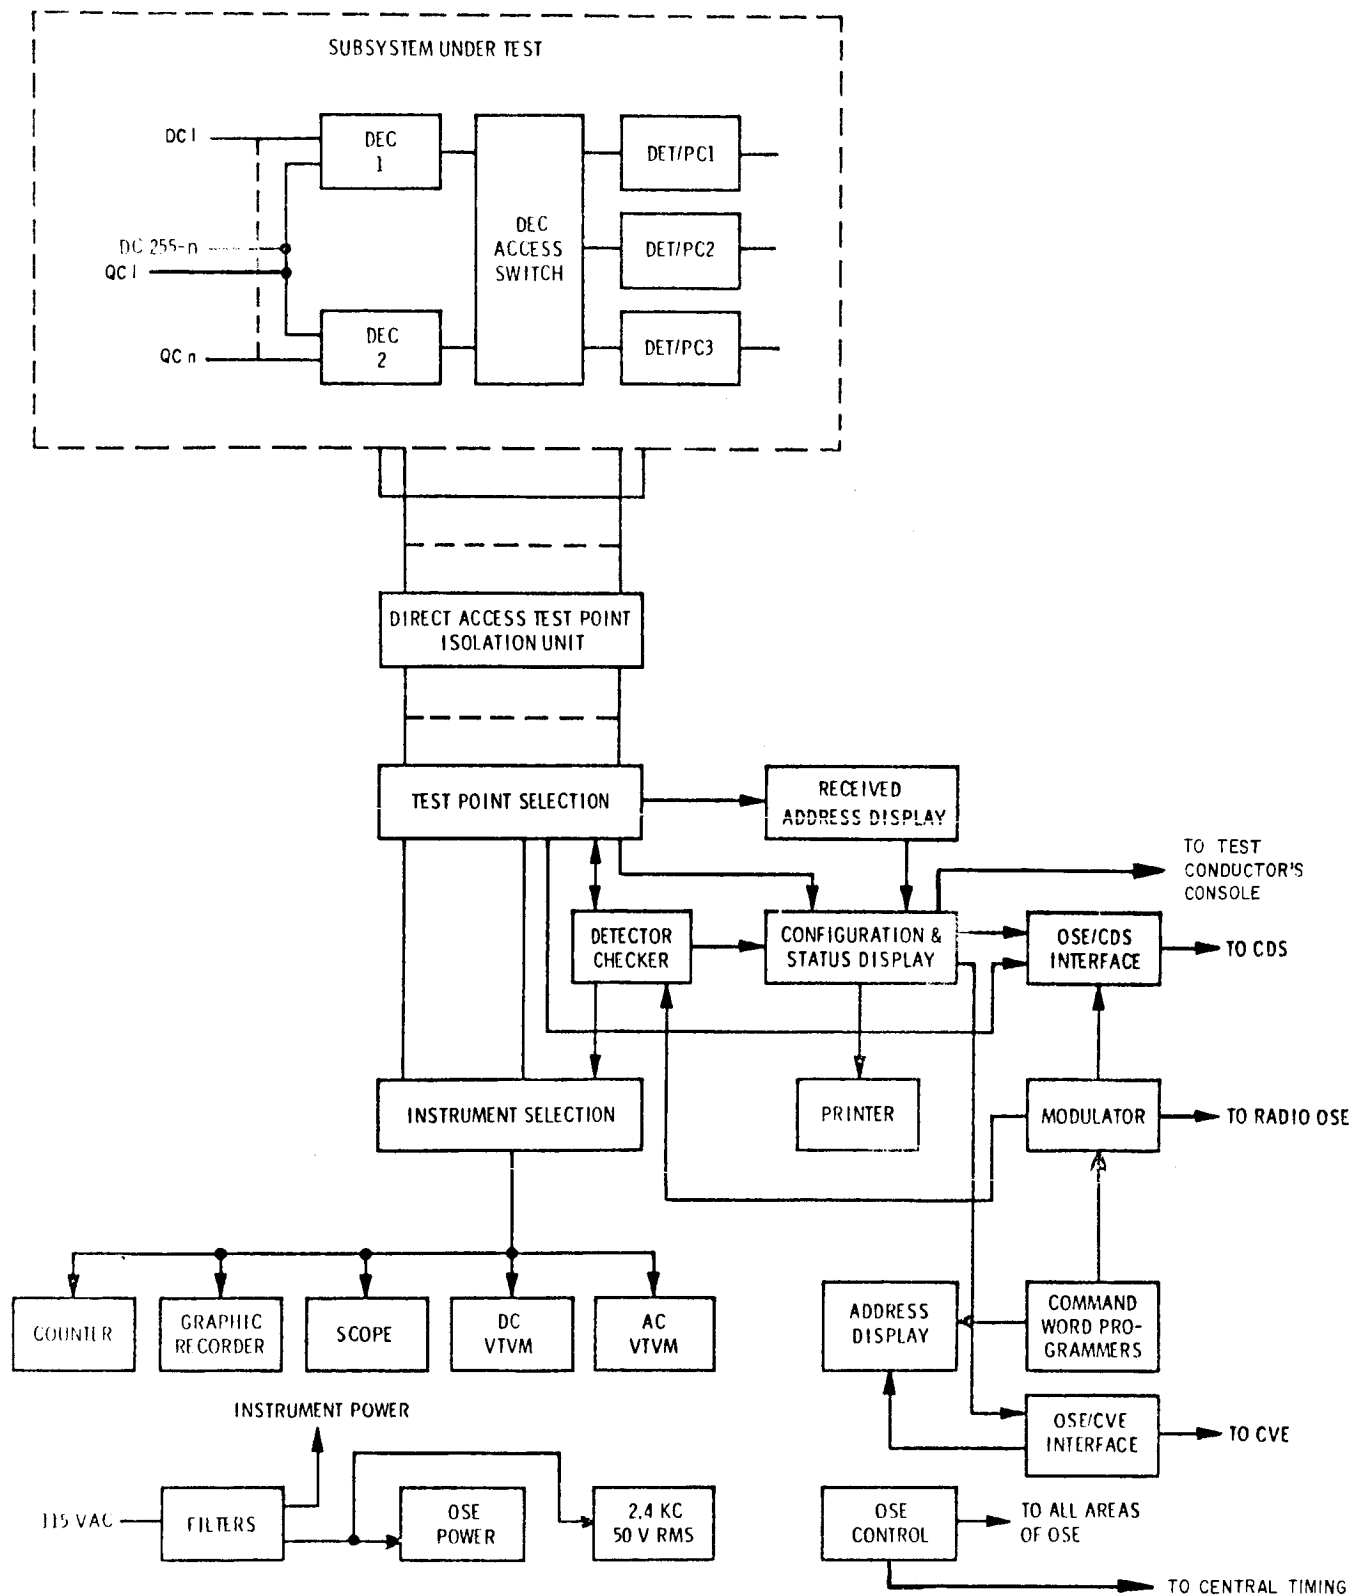 SUBSYSTEM UNDER TEST
DC 1
DEC
1
DET/PC1
DEC
ACCESS
SWITCH
DC 255-n
QC 1
DET/PC2
QC n
DEC
2
DET/PC3
DIRECT ACCESS TEST POINT
ISOLATION UNIT
TEST POINT SELECTION
RECEIVED
ADDRESS DISPLAY
TO TEST
CONDUCTOR'S
CONSOLE
DETECTOR
CHECKER
CONFIGURATION &
STATUS DISPLAY
OSE/CDS
INTERFACE
TO CDS
INSTRUMENT SELECTION
PRINTER
MODULATOR
TO RADIO OSE
COUNTER
GRAPHIC
RECORDER
SCOPE
DC
VTVM
AC
VTVM
ADDRESS
DISPLAY
COMMAND
WORD PRO-
GRAMMERS
INSTRUMENT POWER
OSE/CVE
INTERFACE
TO CVE
115 VAC
FILTERS
OSE
POWER
2.4 KC
50 V RMS
OSE
CONTROL
TO ALL AREAS
OF OSE
TO CENTRAL TIMING